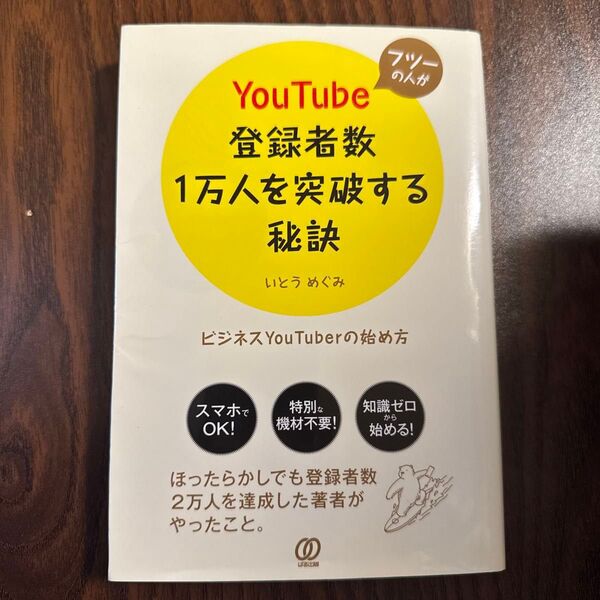 フツー
の人が
YouTube
登録者数
1万人を突破する
秘訣
いとう めぐみ
ビジネスYouTuberの始め方
スマホで
OK!
特別な
機材不要!
知識ゼロ
から
始める!
ほったらかしでも登録者数
2万人を達成した著者が
やったこと。
ぱる出版